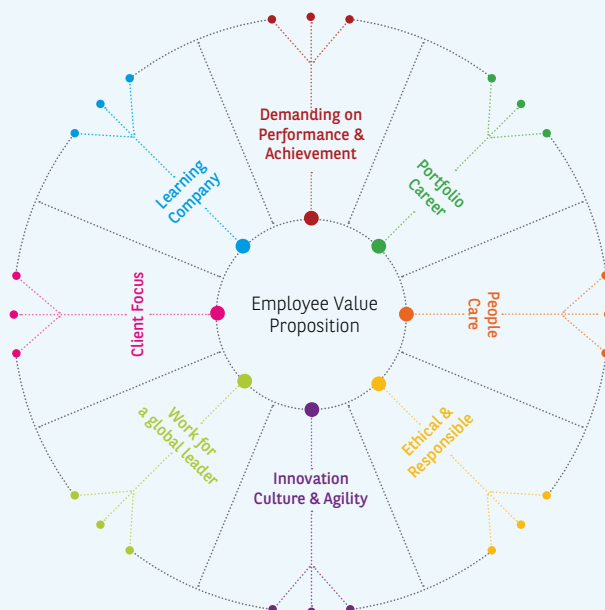 Demanding on
Performance &
Achievement
Portfolio
Career
People
Care
Ethical &
Responsible
Innovation
Culture & Agility
Work for
a global leader
Client Focus
Learning
Company
Employee Value
Proposition